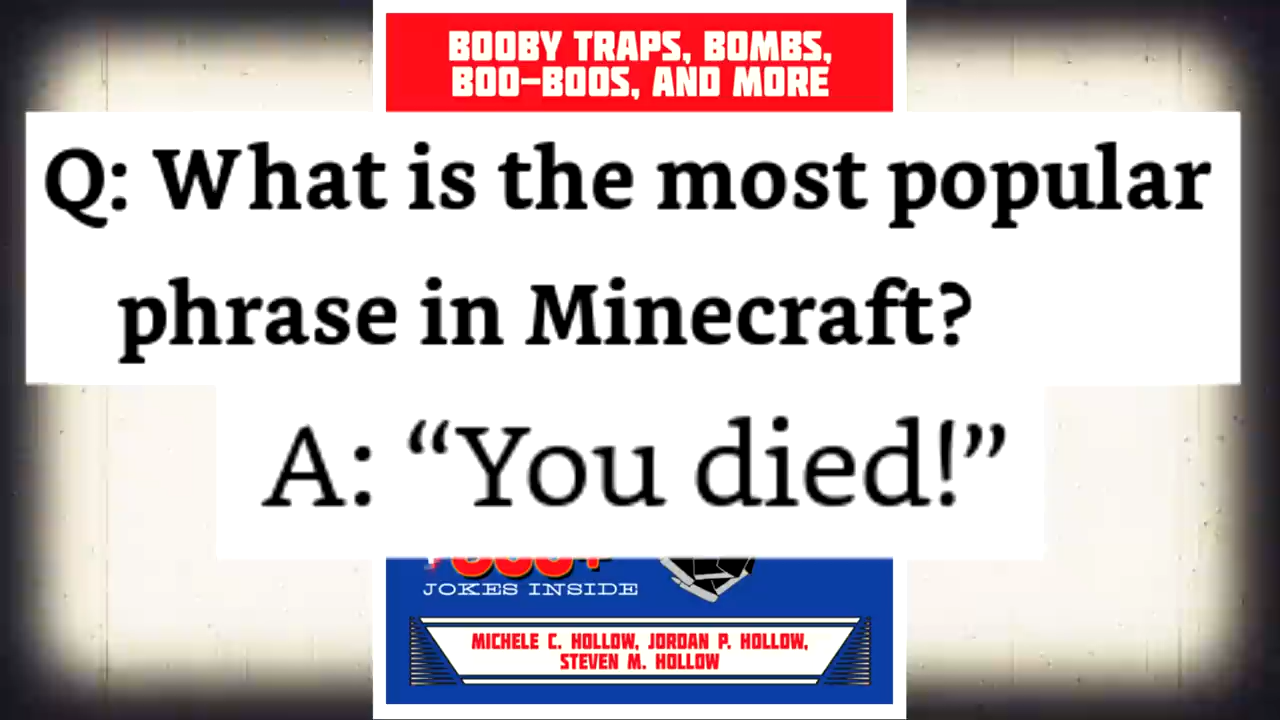 BOOBY TRAPS, BOMBS,
BOO-BOOS, AND MORE
Q: What is the most popular
phrase in Minecraft?
A: “You died!”
JOKES INSIDE
MICHELE C. HOLLOW, JORDAN P. HOLLOW,
STEVEN M. HOLLOW